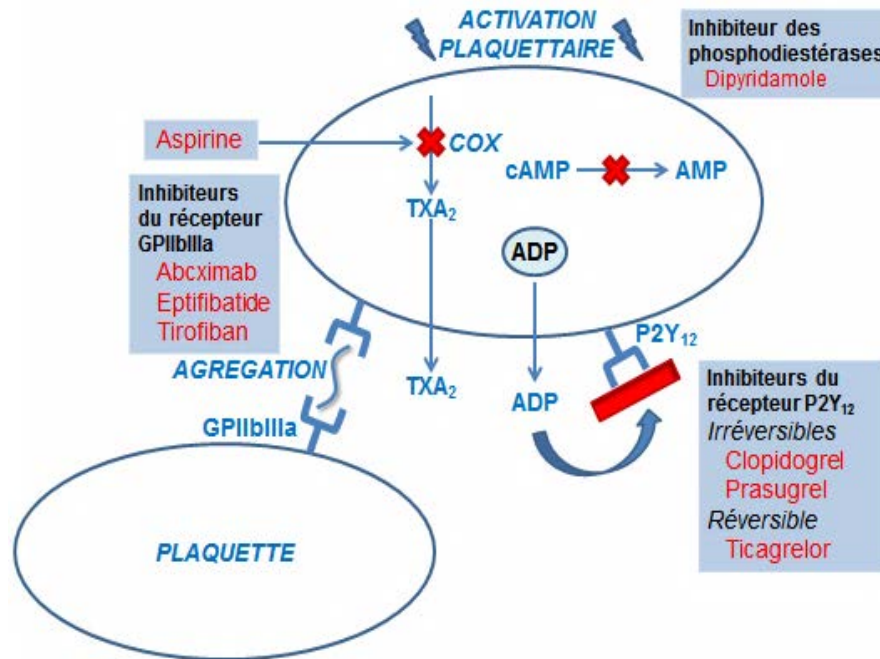 ACTIVATION
PLAQUETTAIRE
Inhibiteur des
phosphodiestérases
Dipyridamole
Aspirine
COX
cAMP
AMP
TXA₂
Inhibiteurs
du récepteur
GPIIbIIIa
Abcximab
Eptifibatide
Tirofiban
ADP
P2Y₁₂
AGREGATION
TXA₂
ADP
GPIIbIIIa
Inhibiteurs du
récepteur P2Y₁₂
Irréversibles
Clopidogrel
Prasugrel
Réversible
Ticagrelor
PLAQUETTE